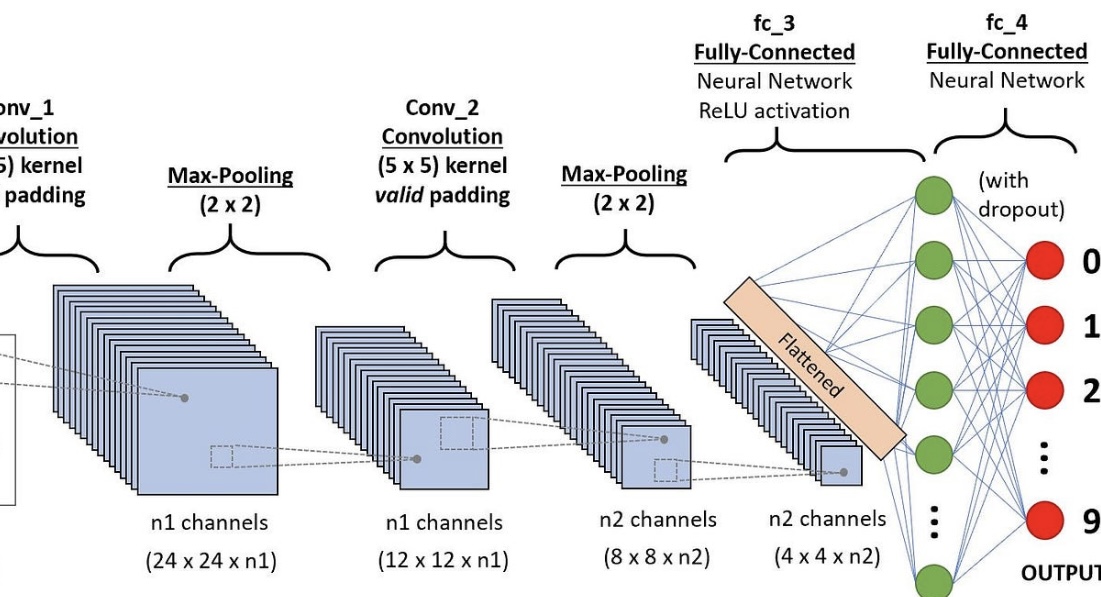 onv_1
volution
5) kernel
padding
Max-Pooling
(2 x 2)
Conv_2
Convolution
(5 x 5) kernel
valid padding
Max-Pooling
(2 x 2)
fc_3
Fully-Connected
Neural Network
ReLU activation
fc_4
Fully-Connected
Neural Network
(with
dropout)
Flattened
0
1
2
9
OUTPUT
n1 channels
(24 x 24 x n1)
n1 channels
(12 x 12 x n1)
n2 channels
(8 x 8 x n2)
n2 channels
(4 x 4 x n2)